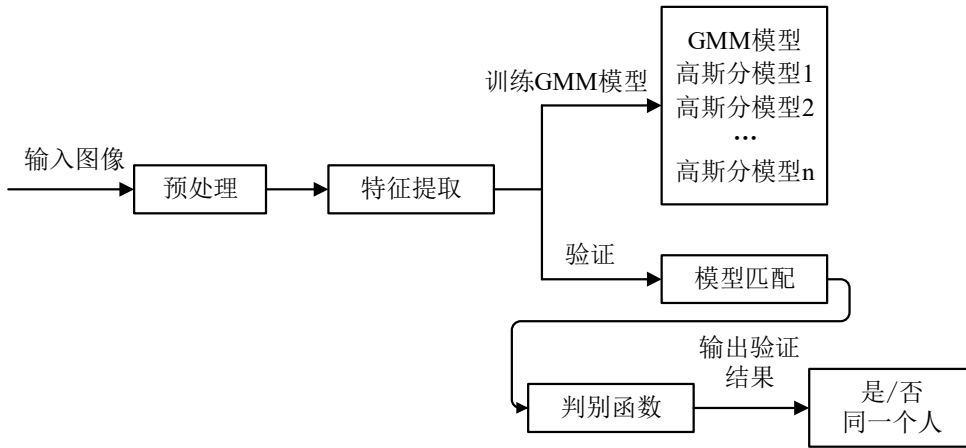 输入图像
预处理
特征提取
训练GMM模型
GMM模型
高斯分模型1
高斯分模型2
...
高斯分模型n
验证
模型匹配
判别函数
输出验证
结果
是/否
同一个人